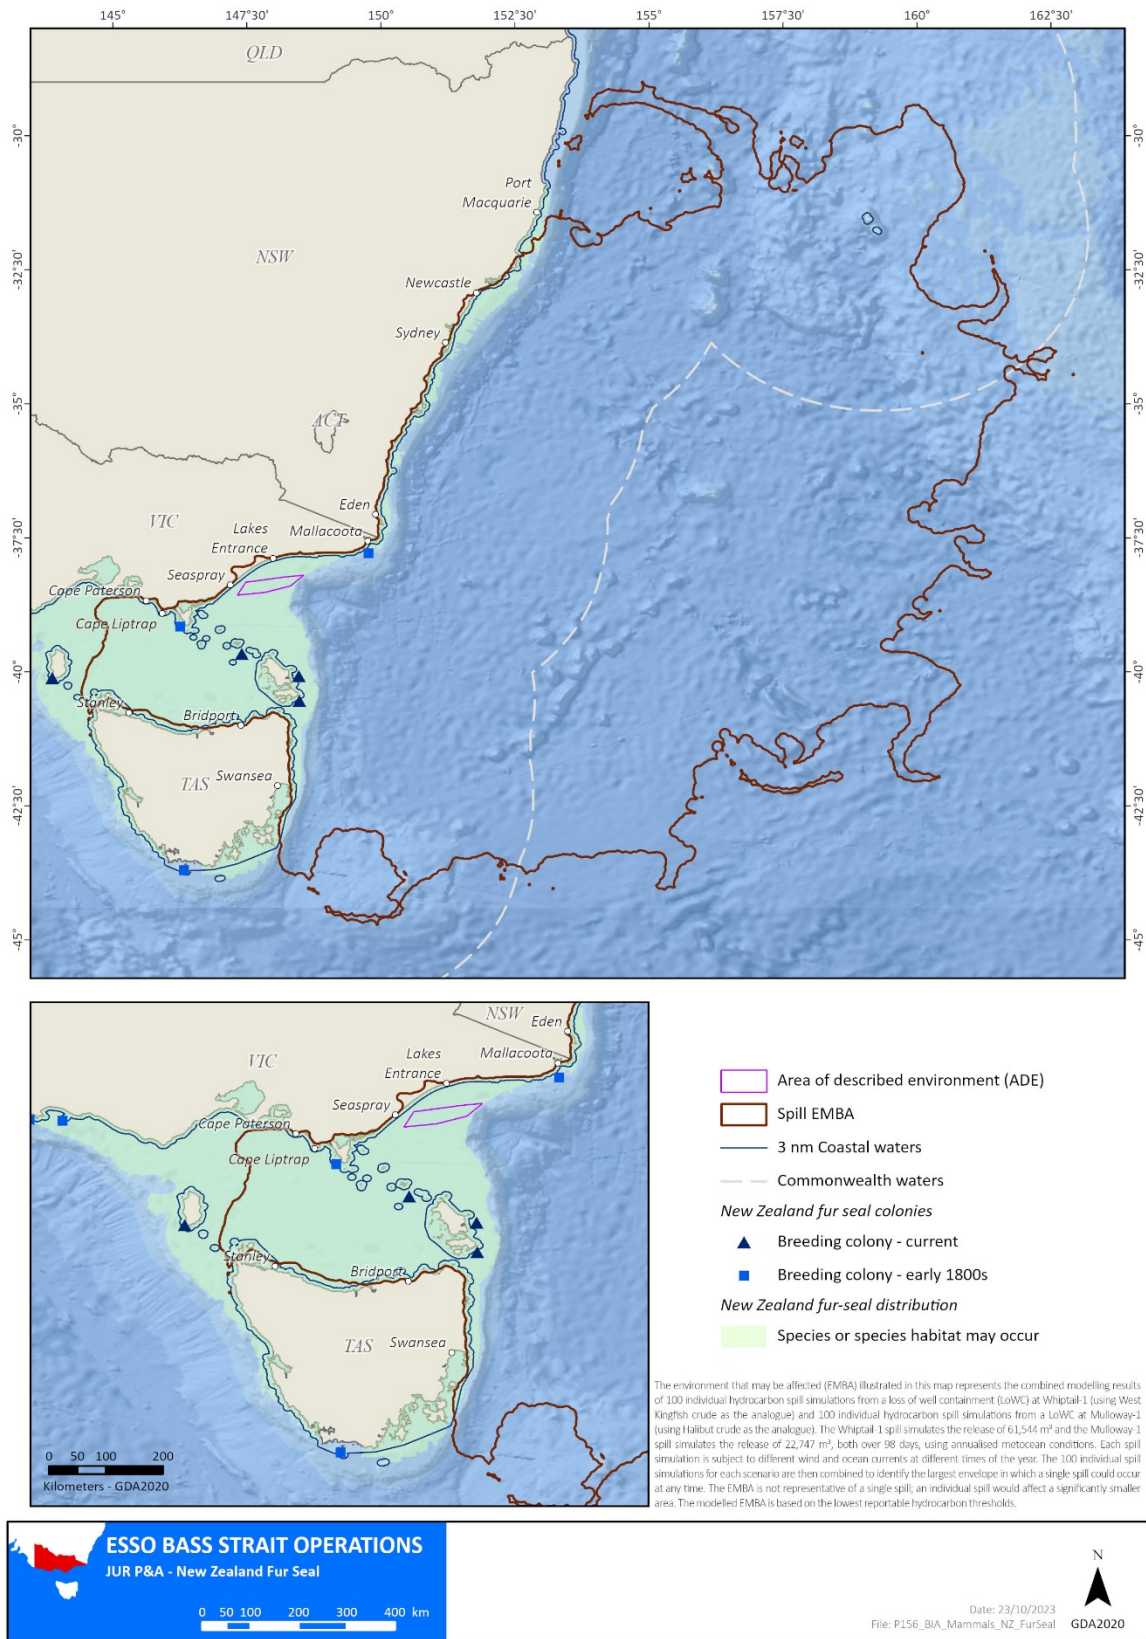 145° 147°30' 150° 152°30' 155° 157°30' 160° 162°30'
QLD
-30° -30°
Port
Macquarie
NSW
-32°30' -32°30'
Newcastle
Sydney
-35° -35°
ACT
Eden
VIC
Lakes
Entrance
Mallacoota
-37°30' -37°30'
Seaspray
Cape Paterson
Cape Liptrap
-40° -40°
Stanley
Bridport
TAS
Swansea
-42°30' -42°30'
-45° -45°
NSW
Eden
Mallacoota
VIC
Lakes
Entrance
Seaspray
Cape Paterson
Cape Liptrap
Stanley
Bridport
TAS
Swansea
0 50 100 200
Kilometers - GDA2020
Area of described environment (ADE)
Spill EMBA
3 nm Coastal waters
Commonwealth waters
New Zealand fur seal colonies
Breeding colony - current
Breeding colony - early 1800s
New Zealand fur-seal distribution
Species or species habitat may occur
The environment that may be affected (EMBA) illustrated in this map represents the combined modelling results
of 100 individual hydrocarbon spill simulations from a loss of well containment (LoWC) at Whiptail-1 (using West
Kingfish crude as the analogue) and 100 individual hydrocarbon spill simulations from a LoWC at Mulloway-1
(using Halibut crude as the analogue). The Whiptail-1 spill simulates the release of 61,544 m³ and the Mulloway-1
spill simulates the release of 22,747 m³, both over 98 days, using annualised metocean conditions. Each spill
simulation is subject to different wind and ocean currents at different times of the year. The 100 individual spill
simulations for each scenario are then combined to identify the largest envelope in which a single spill could occur
at any time. The EMBA is not representative of a single spill; an individual spill would affect a significantly smaller
area. The modelled EMBA is based on the lowest reportable hydrocarbon thresholds.
ESSO BASS STRAIT OPERATIONS
JUR P&A - New Zealand Fur Seal
0 50 100 200 300 400 km
N
Date: 23/10/2023
File: P156_BIA_Mammals_NZ_FurSeal
GDA2020